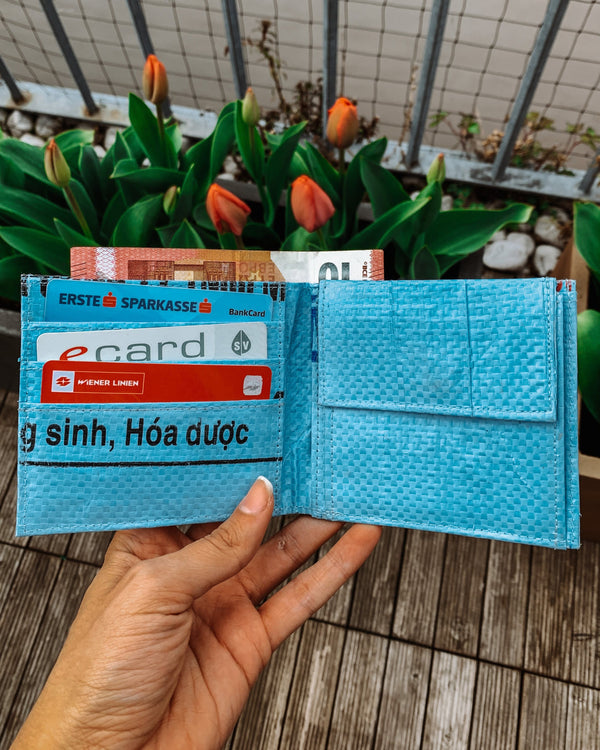 10
ERSTE SPARKASSE
BankCard
ecard
SV
WIENER LINIEN
g sinh, Hóa dược